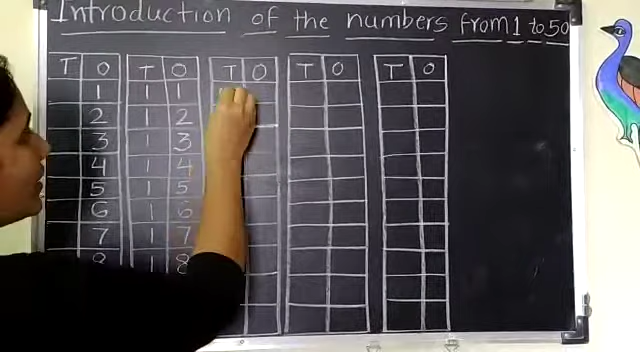 Introduction of the numbers from 1 to 50
T O T O T O T O T O
1 1 1
2 1 2
3 1 3
4 1 4
5 1 5
6 1 6
7 1 7
8 1 8